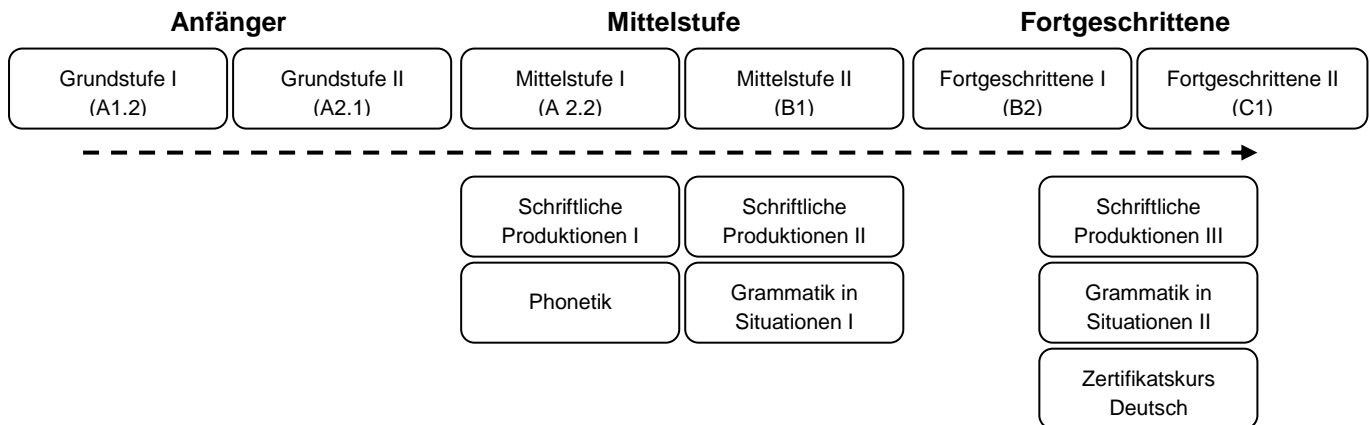 Anfänger
Mittelstufe
Fortgeschrittene
Grundstufe I
(A1.2)
Grundstufe II
(A2.1)
Mittelstufe I
(A 2.2)
Mittelstufe II
(B1)
Fortgeschrittene I
(B2)
Fortgeschrittene II
(C1)
Schriftliche
Produktionen I
Schriftliche
Produktionen II
Schriftliche
Produktionen III
Phonetik
Grammatik in
Situationen I
Grammatik in
Situationen II
Zertifikatskurs
Deutsch